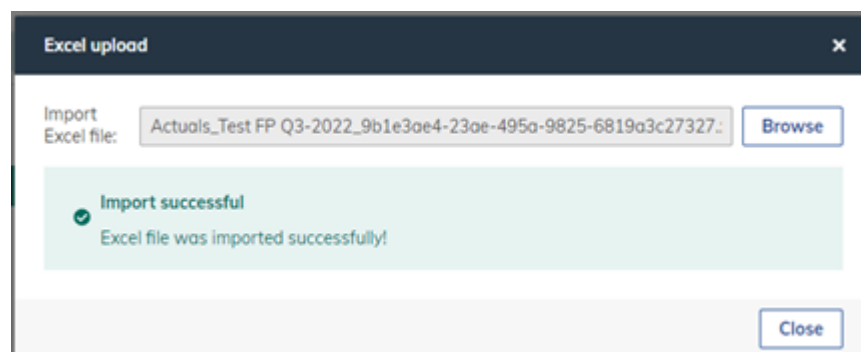 Excel upload
Import
Excel file:
Actuals_Test FP Q3-2022_9b1e3ae4-23ae-495a-9825-6819a3c27327.:
Browse
Import successful
Excel file was imported successfully!
Close